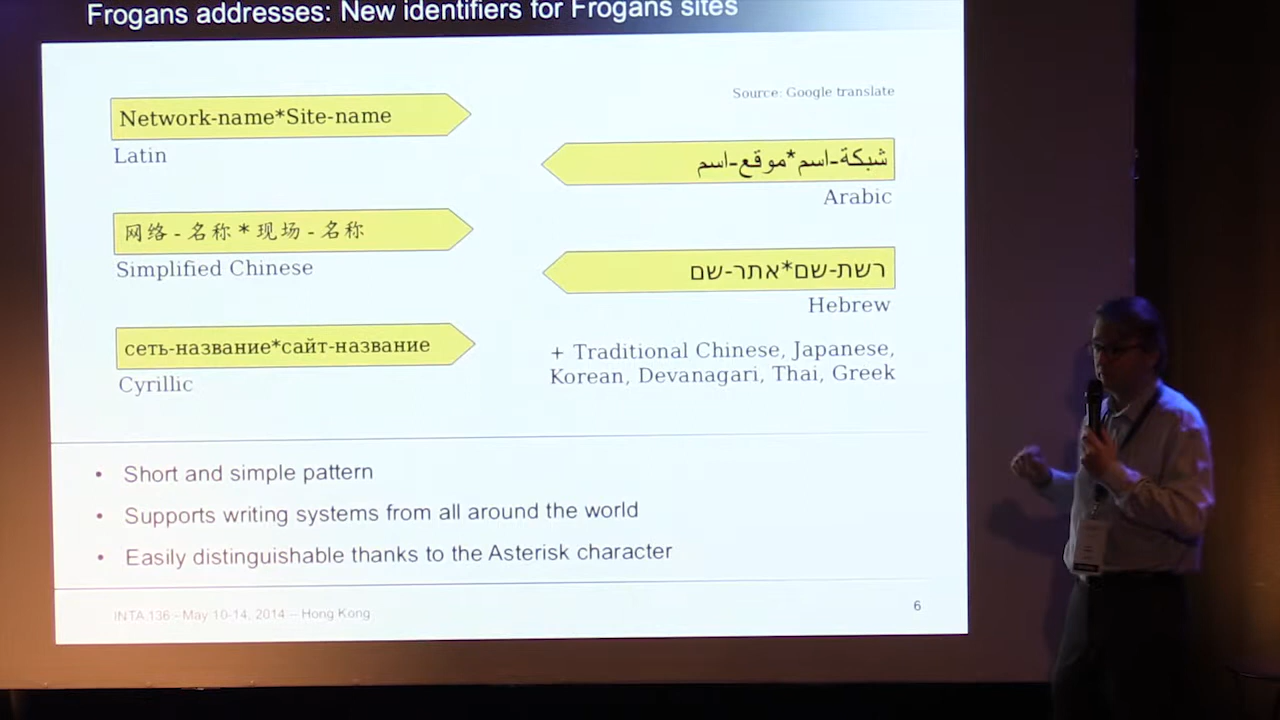 Frogans addresses: New identifiers for Frogans sites
Network-name*Site-name
Latin
网络 - 名称 * 现场 - 名称
Simplified Chinese
сеть-название*сайт-название
Cyrillic
Source: Google translate
شبكة-اسم*موقع-اسم
Arabic
רשת-שם*אתר-שם
Hebrew
+ Traditional Chinese, Japanese,
Korean, Devanagari, Thai, Greek
• Short and simple pattern
• Supports writing systems from all around the world
• Easily distinguishable thanks to the Asterisk character
INTA 136 - May 10-14, 2014 – Hong Kong
6